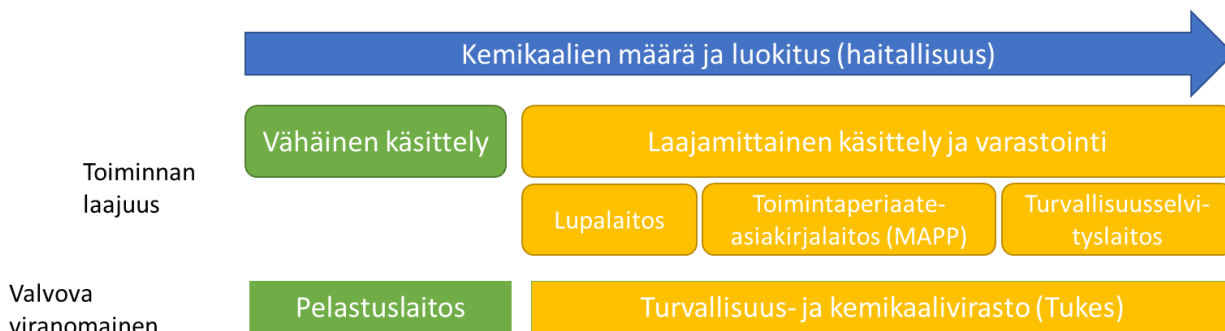 Kemikaalien määrä ja luokitus (haitallisuus)
Vähäinen käsittely
Laajamittainen käsittely ja varastointi
Toiminnan
laajuus
Lupalaitos
Toimintaperiaate-
asiakirjalaitos (MAPP)
Turvallisuusselvi-
tyslaitos
Valvova
viranomainen
Pelastuslaitos
Turvallisuus- ja kemikaalivirasto (Tukes)